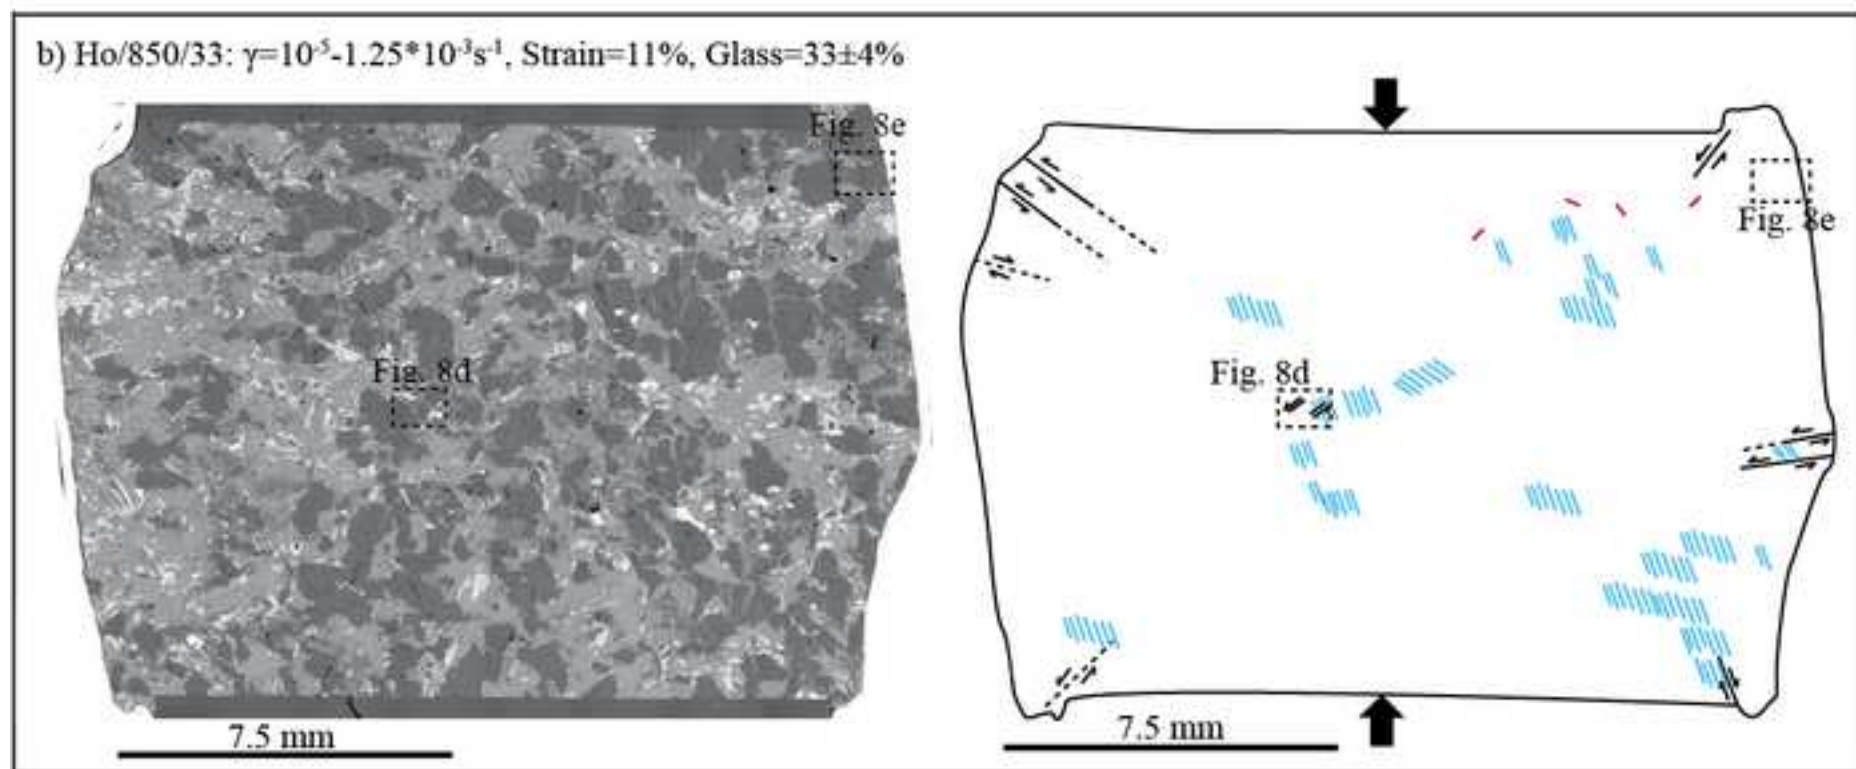 b) Ho/850/33: γ=10⁻⁵-1.25*10⁻³s⁻¹, Strain=11%, Glass=33±4%
Fig. 8e
Fig. 8e
Fig. 8d
Fig. 8d
7.5 mm
7.5 mm